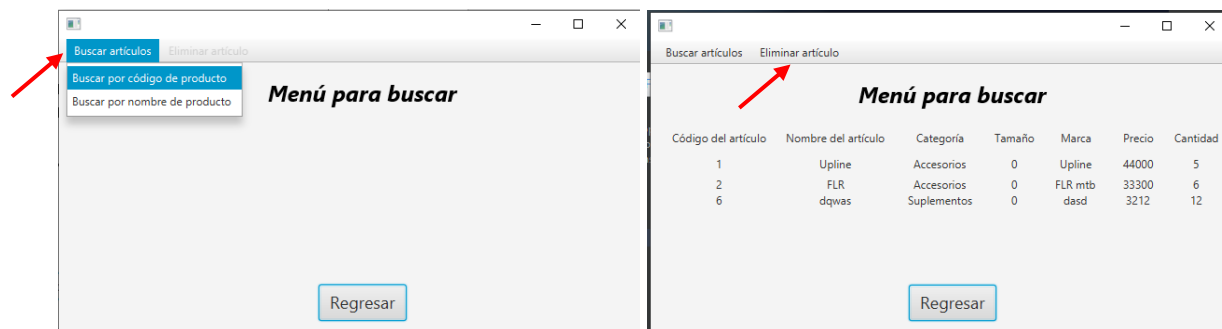 Buscar artículos Eliminar artículo
Buscar por código de producto
Buscar por nombre de producto
Menú para buscar
Regresar
Buscar artículos Eliminar artículo
Menú para buscar
Código del artículo Nombre del artículo Categoría Tamaño Marca Precio Cantidad
1 Upline Accesorios 0 Upline 44000 5
2 FLR Accesorios 0 FLR mtb 33300 6
6 dqwas Suplementos 0 dasd 3212 12
Regresar